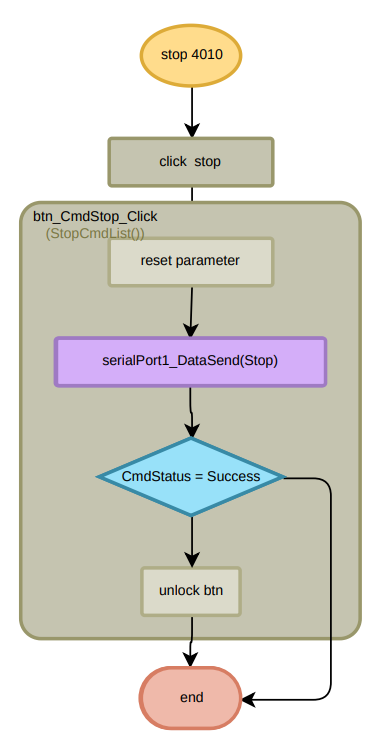 stop 4010
click  stop
btn_CmdStop_Click
(StopCmdList())
reset parameter
serialPort1_DataSend(Stop)
CmdStatus = Success
unlock btn
end